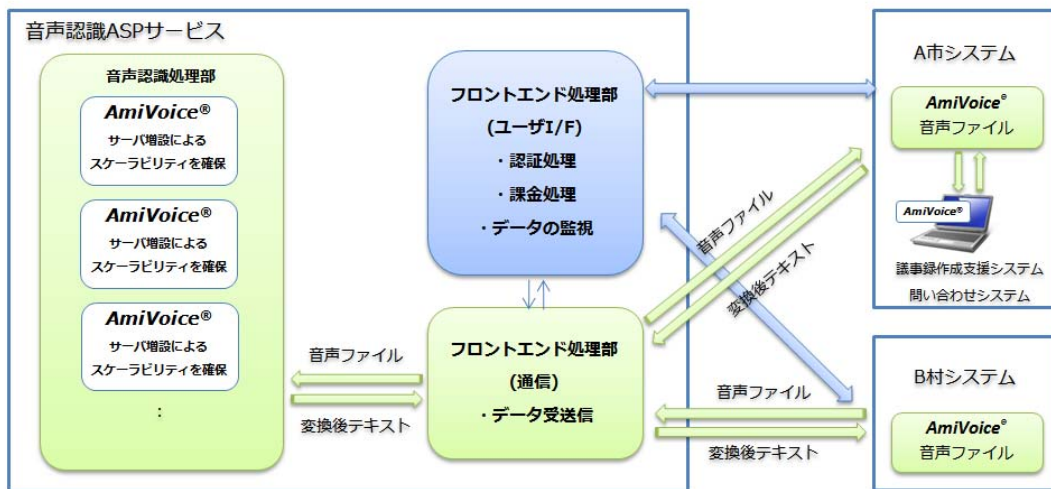 音声認識ASPサービス
音声認識処理部
AmiVoice®
サーバ増設による
スケーラビリティを確保
AmiVoice®
サーバ増設による
スケーラビリティを確保
AmiVoice®
サーバ増設による
スケーラビリティを確保
:
フロントエンド処理部
(ユーザI/F)
・認証処理
・課金処理
・データの監視
フロントエンド処理部
(通信)
・データ受送信
音声ファイル
変換後テキスト
音声ファイル
変換後テキスト
音声ファイル
変換後テキスト
A市システム
AmiVoice®
音声ファイル
AmiVoice®
議事録作成支援システム
問い合わせシステム
B村システム
AmiVoice®
音声ファイル